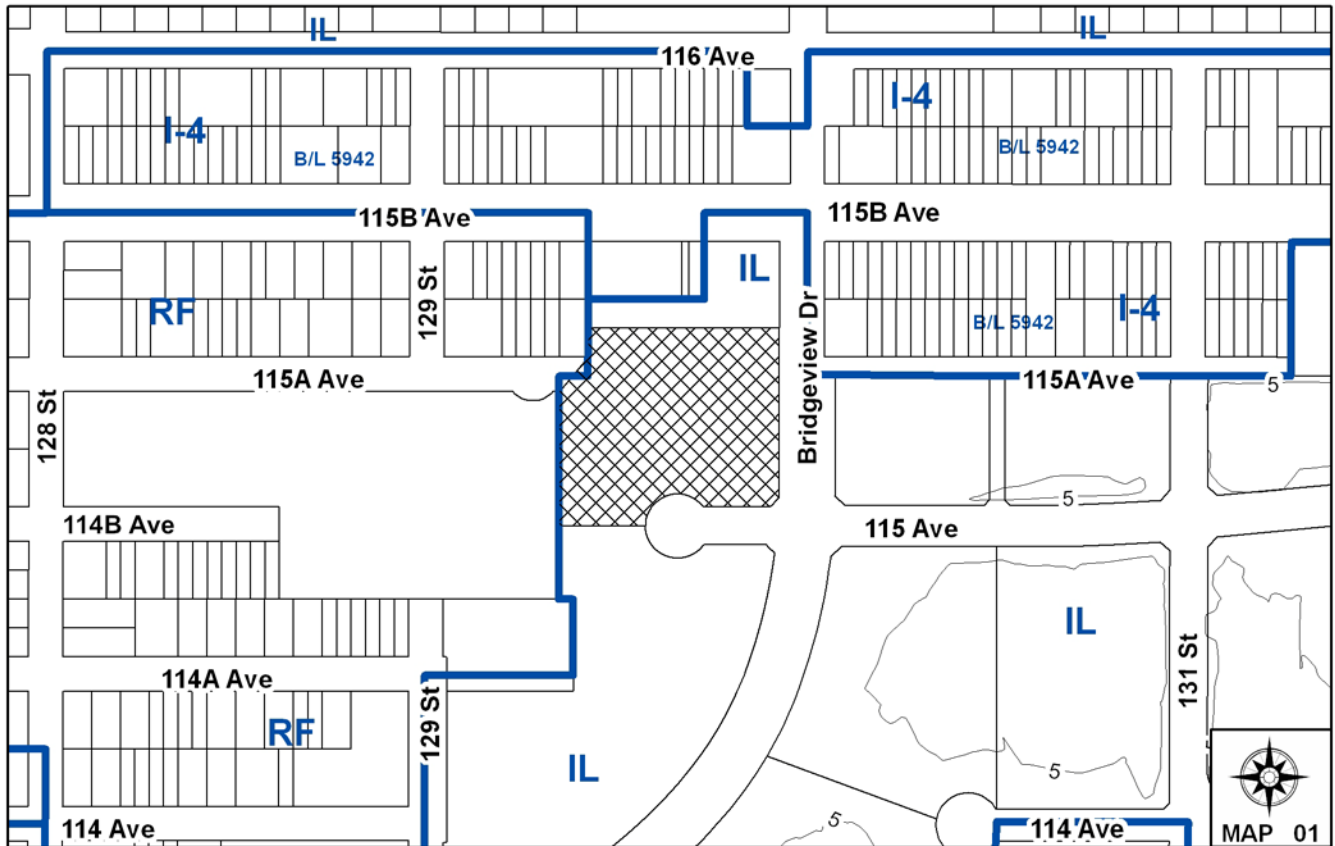 IL
IL
116 Ave
I-4
I-4
B/L 5942
B/L 5942
115B Ave
115B Ave
IL
129 St
RF
Bridgeview Dr
I-4
B/L 5942
115A Ave
115A Ave
5
128 St
5
114B Ave
115 Ave
IL
131 St
114A Ave
129 St
RF
IL
5
5
114 Ave
114 Ave
MAP 01